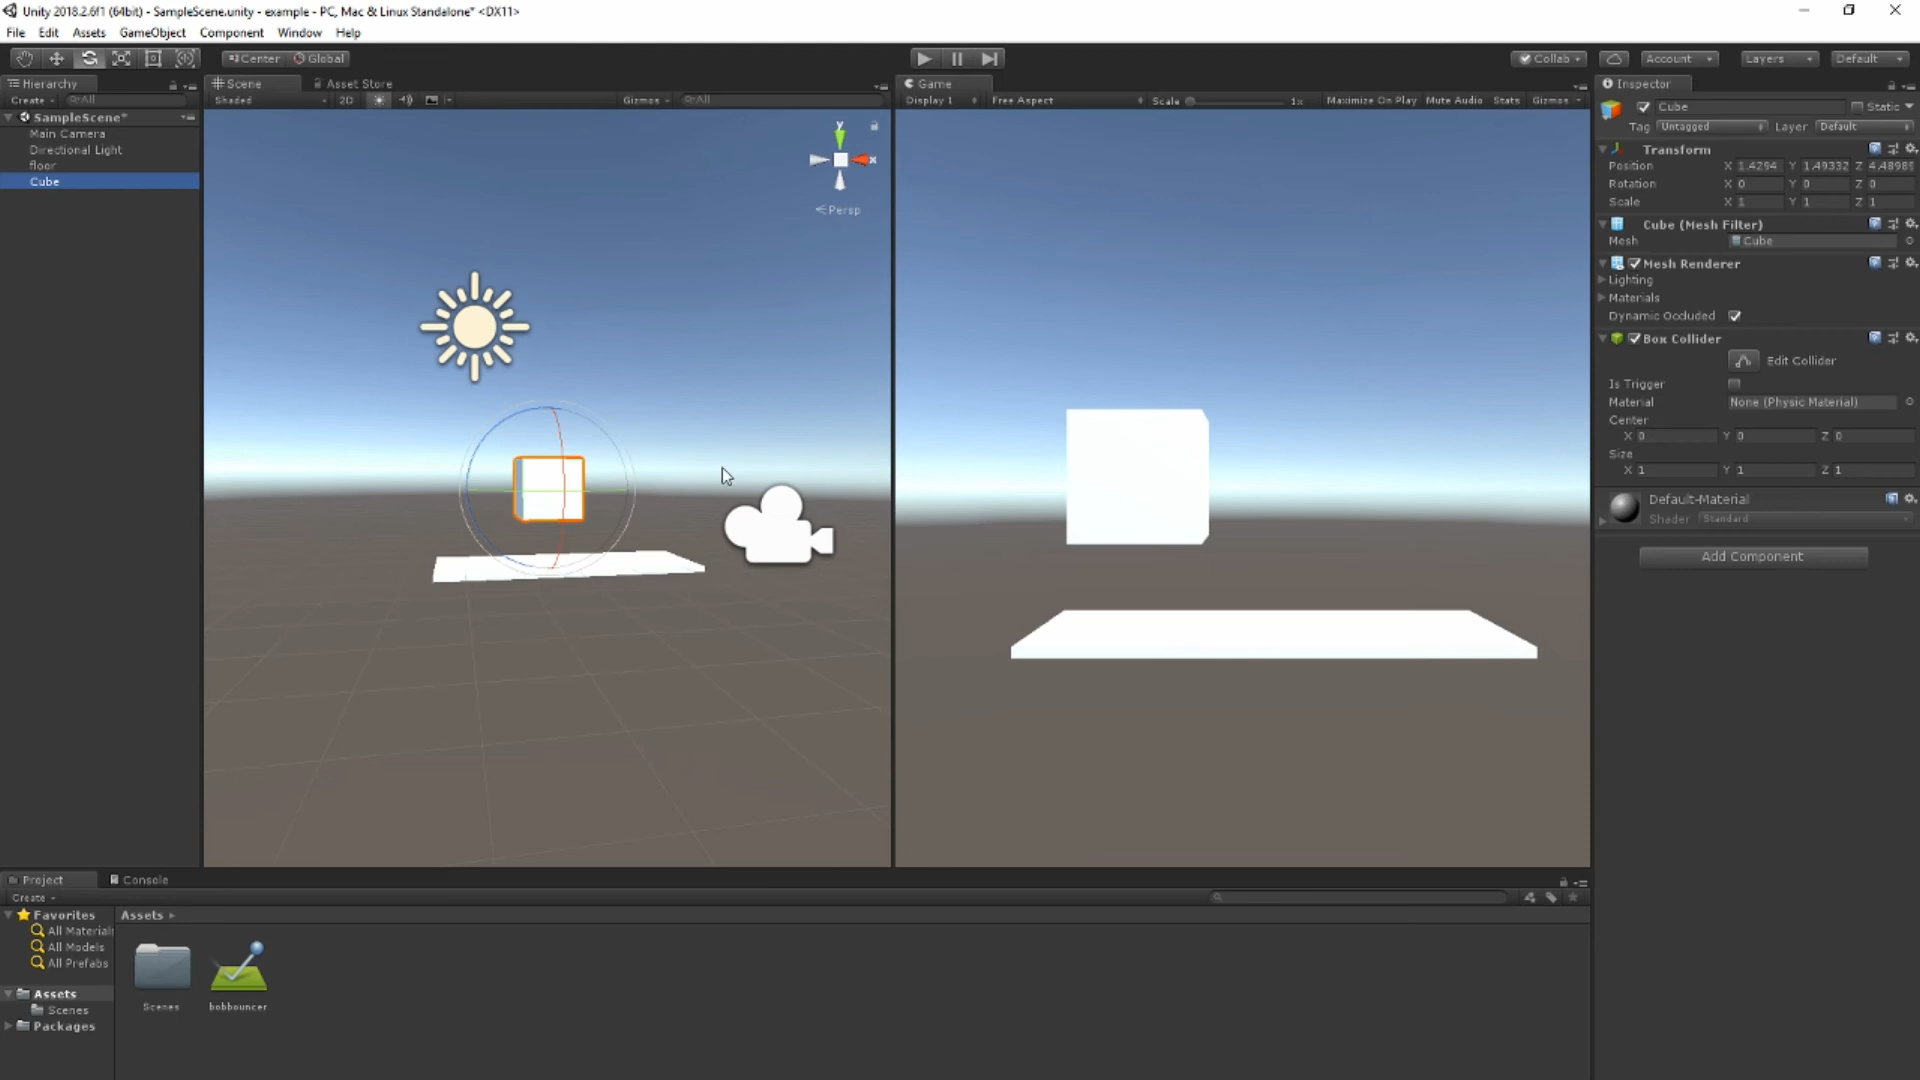 Unity 2018.2.6f1 (64bit) - SampleScene.unity - example - PC, Mac & Linux Standalone* <DX11>
File Edit Assets GameObject Component Window Help
Center Global Collab Account Layers Default
Hierarchy
Create All
SampleScene*
Main Camera
Directional Light
floor
Cube
Scene Asset Store
Shaded 2D Gizmos All
y
x
Persp
Game
Display 1 Free Aspect Scale 1x Maximize On Play Mute Audio Stats Gizmos
Inspector
Cube Static
Tag Untagged Layer Default
Transform
Position X 1.4294 Y 1.49332 Z 4.48989
Rotation X 0 Y 0 Z 0
Scale X 1 Y 1 Z 1
Cube (Mesh Filter)
Mesh Cube
Mesh Renderer
Lighting
Materials
Dynamic Occluded
Box Collider
Edit Collider
Is Trigger
Material None (Physic Material)
Center
X 0 Y 0 Z 0
Size
X 1 Y 1 Z 1
Default-Material
Shader Standard
Add Component
Project Console
Create
Favorites
All Materials
All Models
All Prefabs
Assets
Scenes
Packages
Assets
Scenes bobbouncer